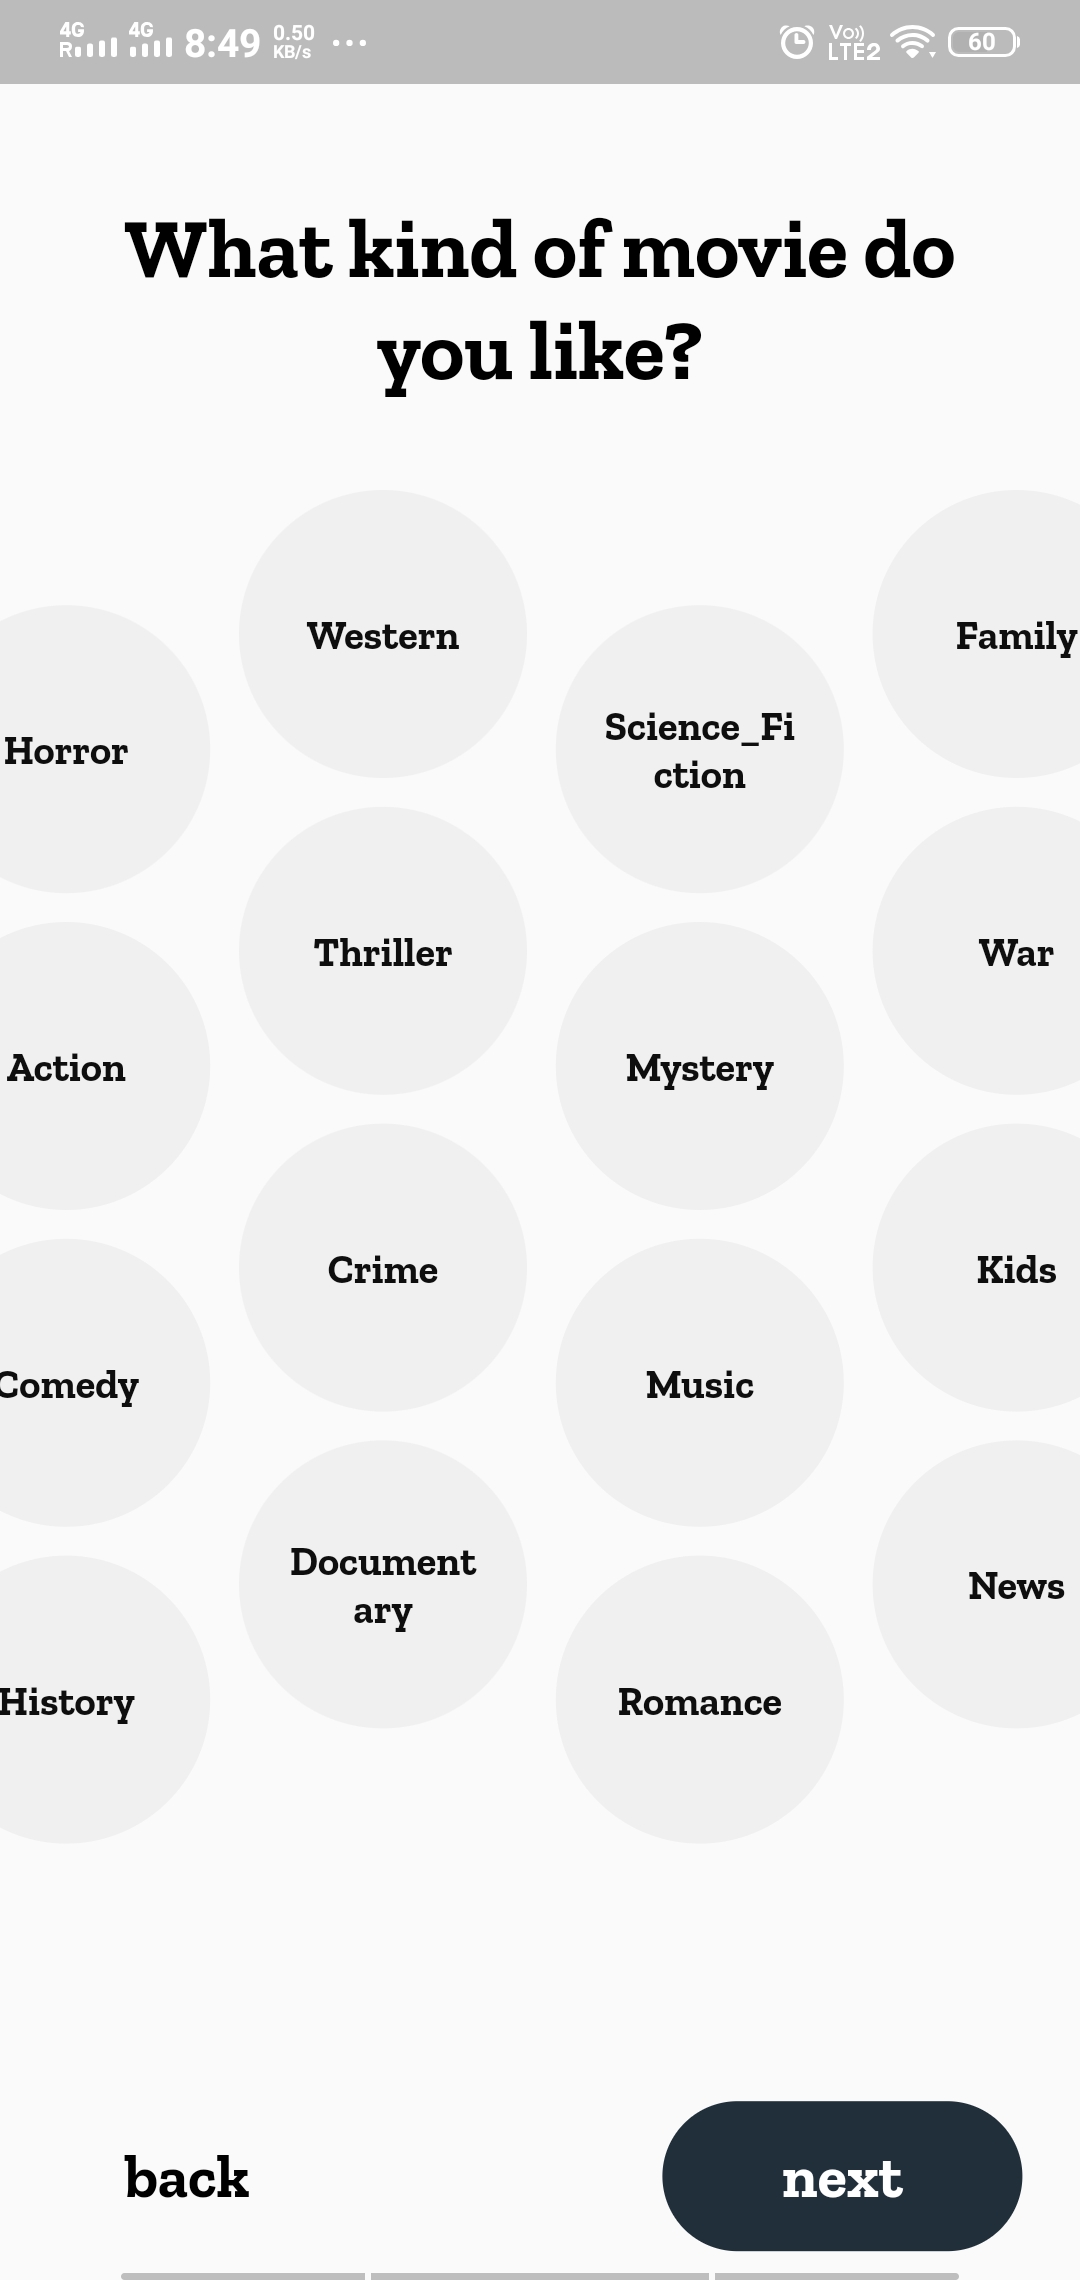 4G 4G 8:49 0.50 KB/s ... Vo)) LTE2 60
R
What kind of movie do
you like?
Western
Family
Horror
Science_Fi
ction
Thriller
War
Action
Mystery
Crime
Kids
Comedy
Music
Document
ary
News
History
Romance
back
next